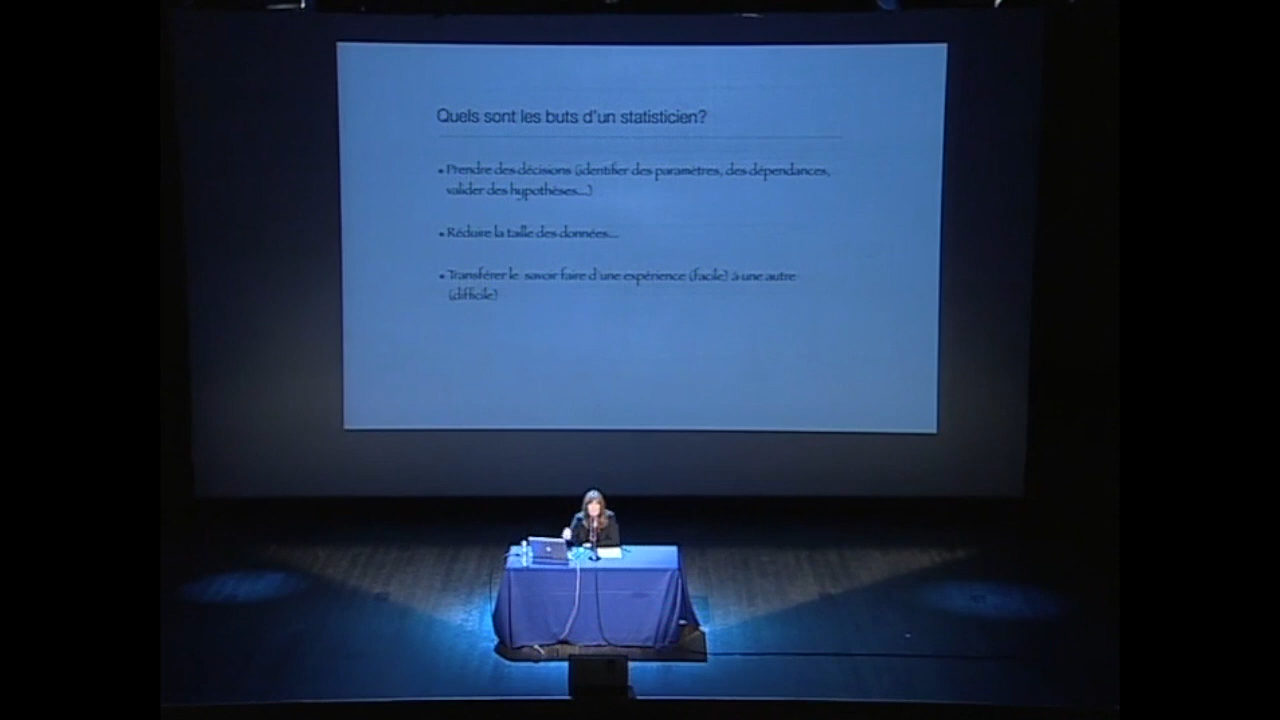 Quels sont les buts d'un statisticien?
• Prendre des décisions (identifier des paramètres, des dépendances,
valider des hypothèses...)
• Réduire la taille des données...
• Transférer le savoir faire d'une expérience (facile) à une autre
(difficile)